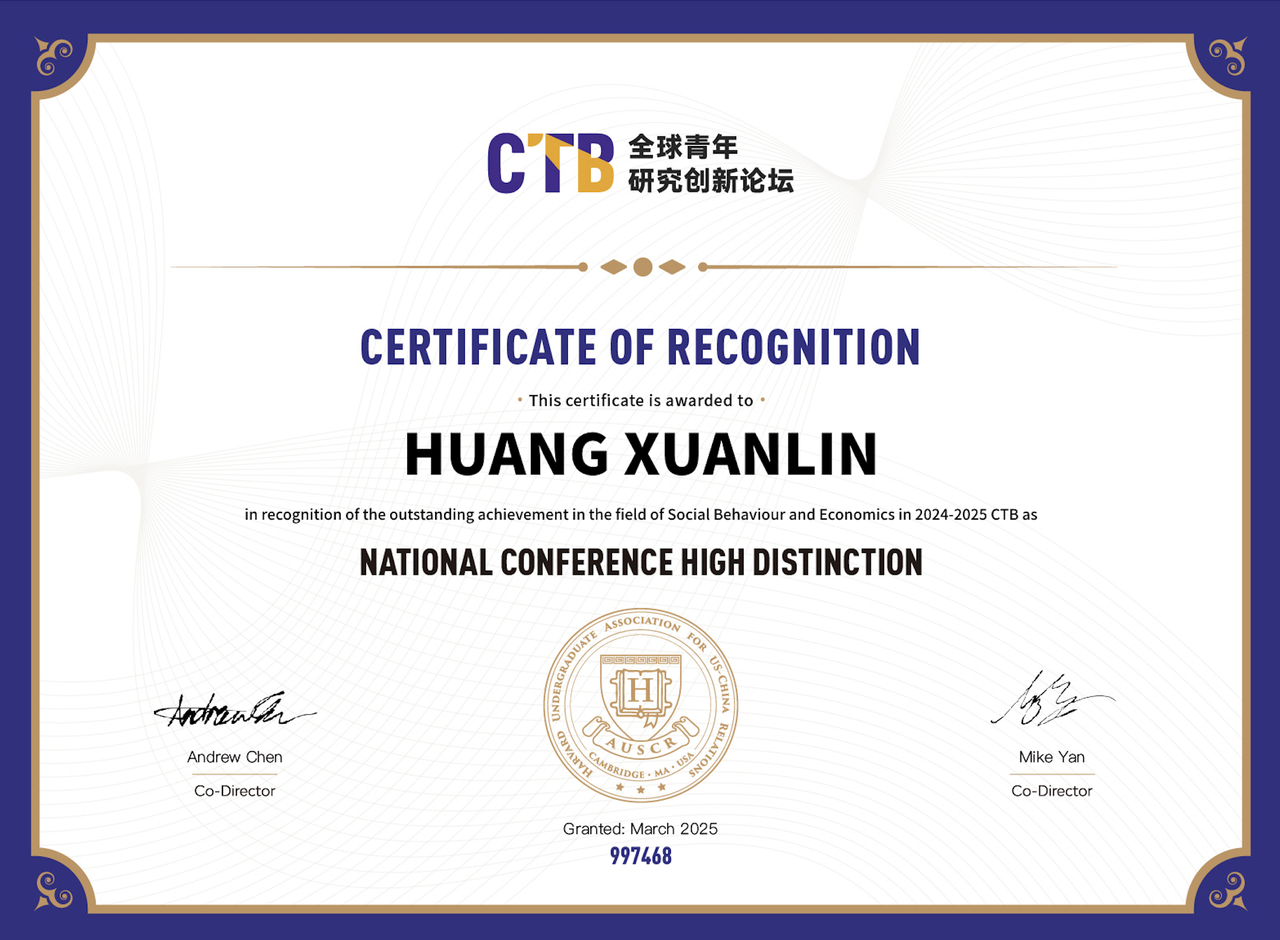 CTB 全球青年
研究创新论坛
CERTIFICATE OF RECOGNITION
• This certificate is awarded to •
HUANG XUANLIN
in recognition of the outstanding achievement in the field of Social Behaviour and Economics in 2024-2025 CTB as
NATIONAL CONFERENCE HIGH DISTINCTION
HARVARD UNDERGRADUATE ASSOCIATION FOR US-CHINA RELATIONS
H
AUSCR
CAMBRIDGE • MA • USA
Andrew Chen
Andrew Chen
Co-Director
Mike Yan
Co-Director
Granted: March 2025
997468